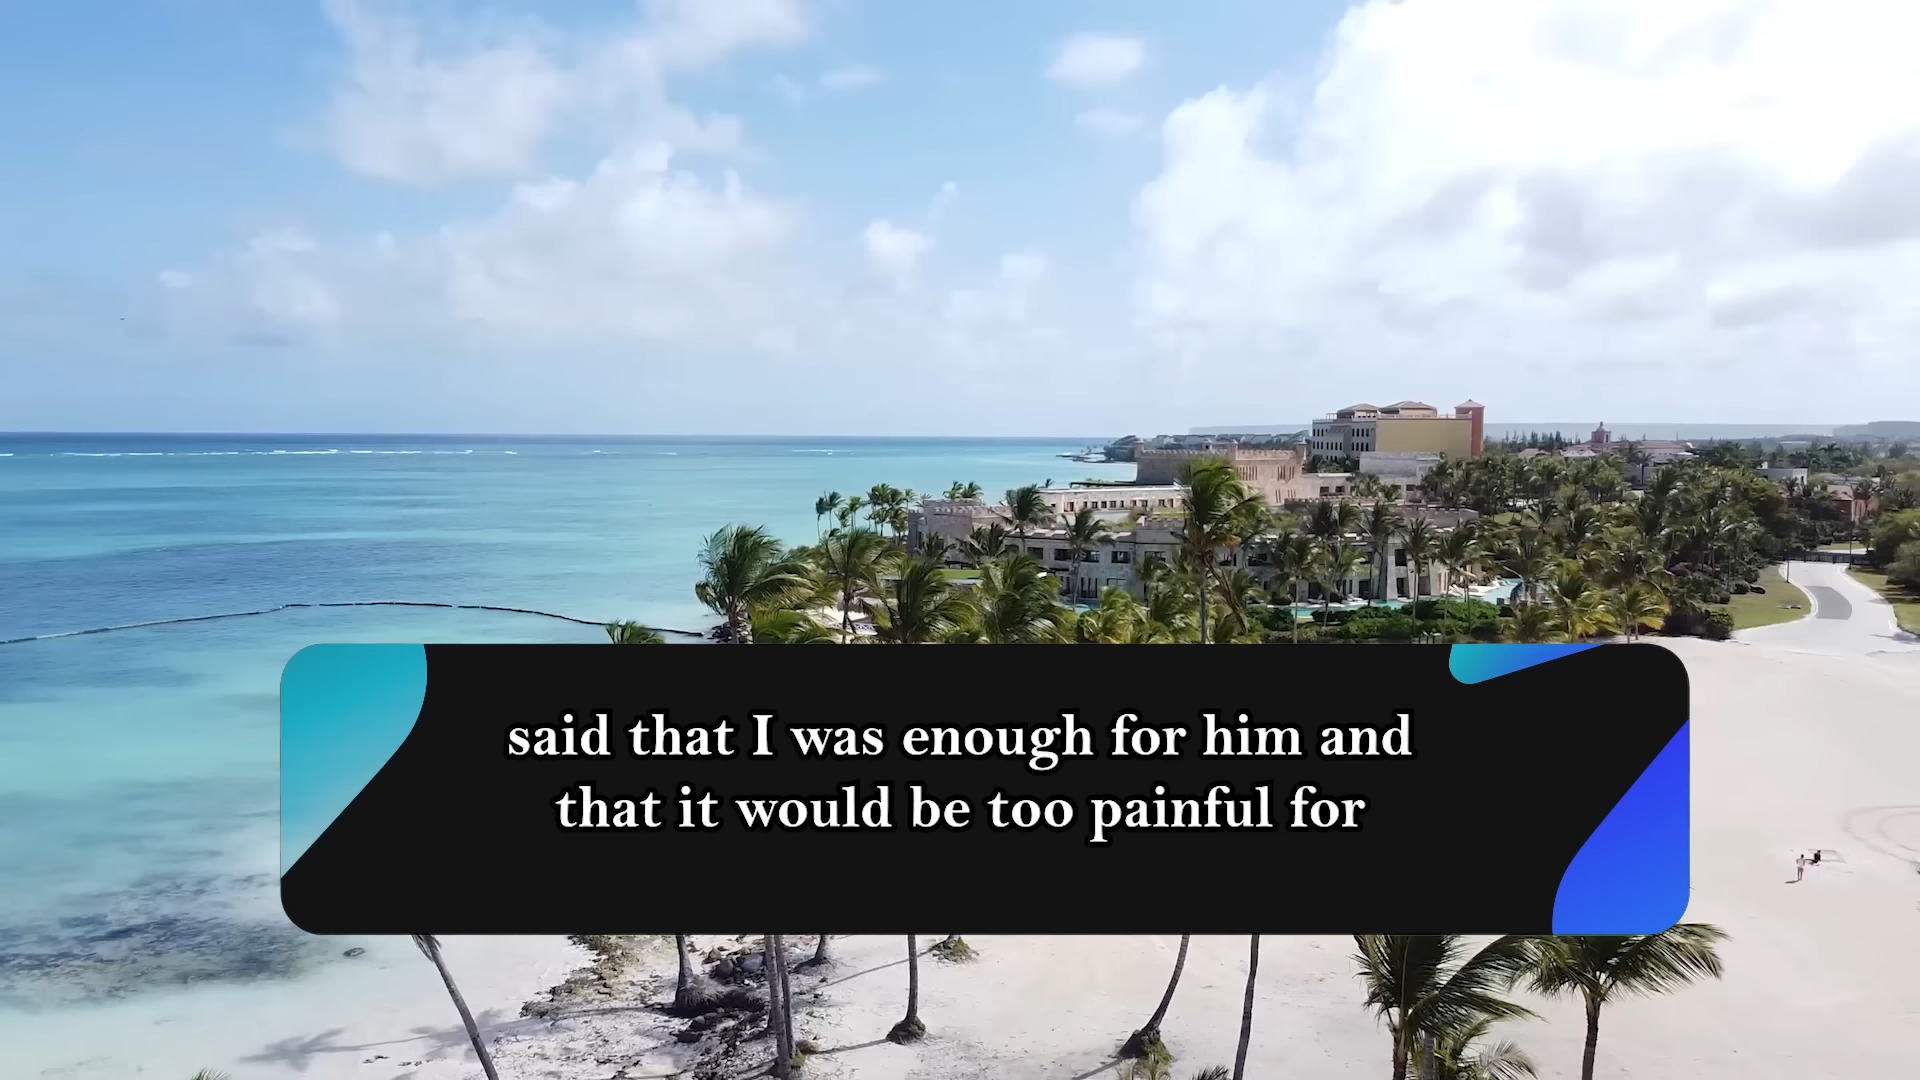 said that I was enough for him and
that it would be too painful for